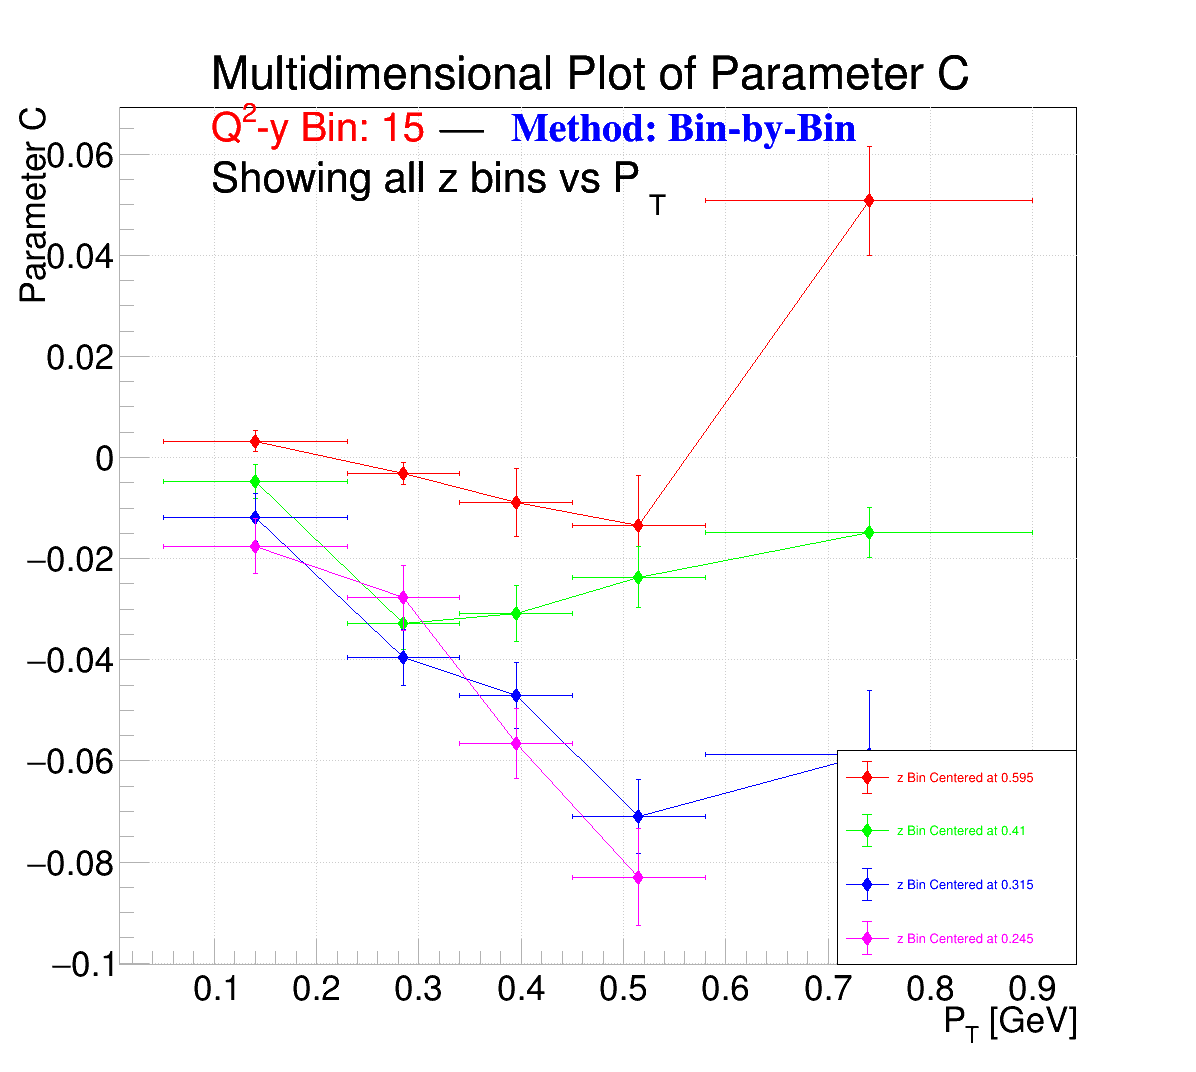 Multidimensional Plot of Parameter C
Q2-y Bin: 15 — Method: Bin-by-Bin
Showing all z bins vs PT
Parameter C
0.06
0.04
0.02
0
−0.02
−0.04
−0.06
−0.08
−0.1
z Bin Centered at 0.595
z Bin Centered at 0.41
z Bin Centered at 0.315
z Bin Centered at 0.245
0.1 0.2 0.3 0.4 0.5 0.6 0.7 0.8 0.9
PT [GeV]